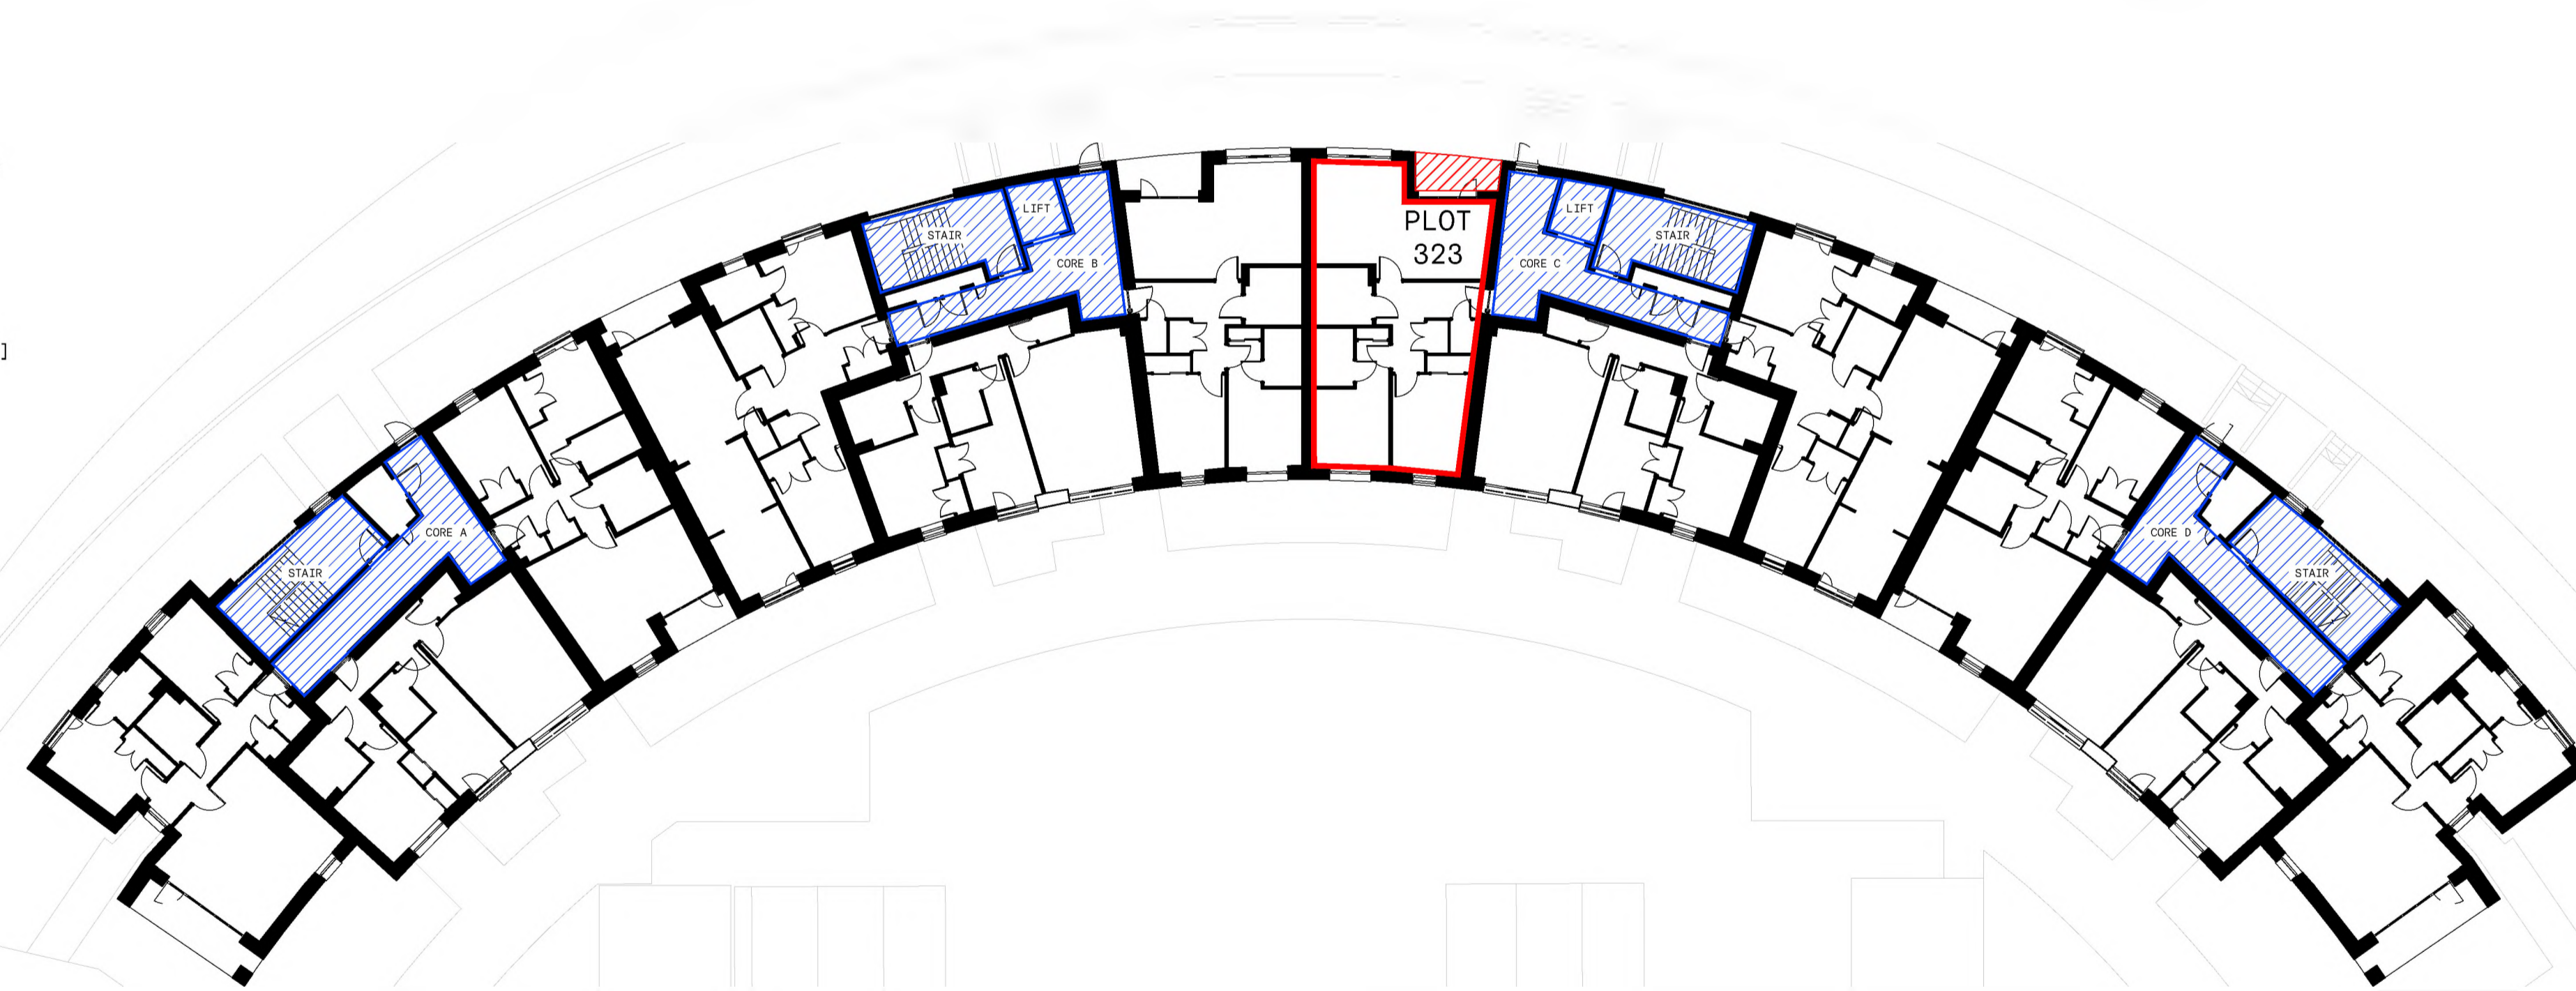 LIFT
STAIR
CORE B
PLOT
323
LIFT
STAIR
CORE C
]
CORE A
STAIR
CORE D
STAIR